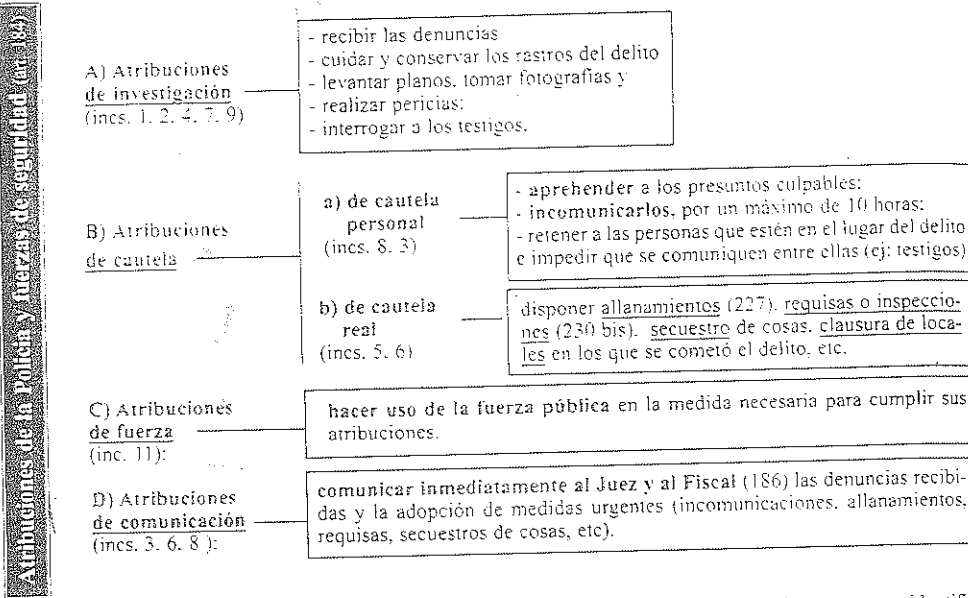 Atribuciones de la Policía y fuerzas de seguridad (art. 184)
A) Atribuciones
de investigación
(incs. 1. 2. 4. 7. 9)
- recibir las denuncias
- cuidar y conservar los rastros del delito
- levantar planos. tomar fotografías y
- realizar pericias:
- interrogar a los testigos.
B) Atribuciones
de cautela
a) de cautela
personal
(incs. 8. 3)
- aprehender a los presuntos culpables:
- incomunicarlos, por un máximo de 10 horas:
- retener a las personas que estén en el lugar del delito
e impedir que se comuniquen entre ellas (ej: testigos)
b) de cautela
real
(incs. 5. 6)
disponer allanamientos (227). requisas o inspeccio-
nes (230 bis). secuestro de cosas. clausura de loca-
les en los que se cometó el delito, etc.
C) Atribuciones
de fuerza
(inc. 11):
hacer uso de la fuerza pública en la medida necesaria para cumplir sus
atribuciones.
D) Atribuciones
de comunicación
(incs. 3. 6. 8 ):
comunicar inmediatamente al Juez y al Fiscal (186) las denuncias recibi-
das y la adopción de medidas urgentes (incomunicaciones. allanamientos,
requisas, secuestros de cosas, etc).